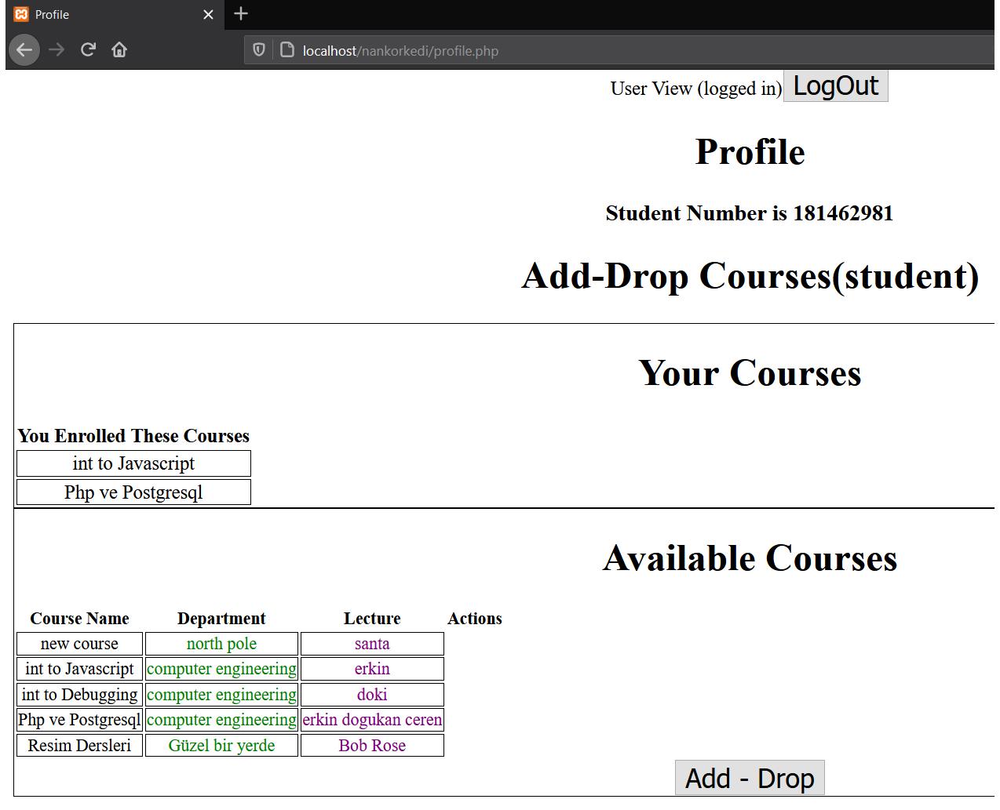 Profile
localhost/nankorkedi/profile.php
User View (logged in) LogOut
Profile
Student Number is 181462981
Add-Drop Courses(student)
Your Courses
You Enrolled These Courses
int to Javascript
Php ve Postgresql
Available Courses
Course Name Department Lecture Actions
new course north pole santa
int to Javascript computer engineering erkin
int to Debugging computer engineering doki
Php ve Postgresql computer engineering erkin dogukan ceren
Resim Dersleri Güzel bir yerde Bob Rose
Add - Drop